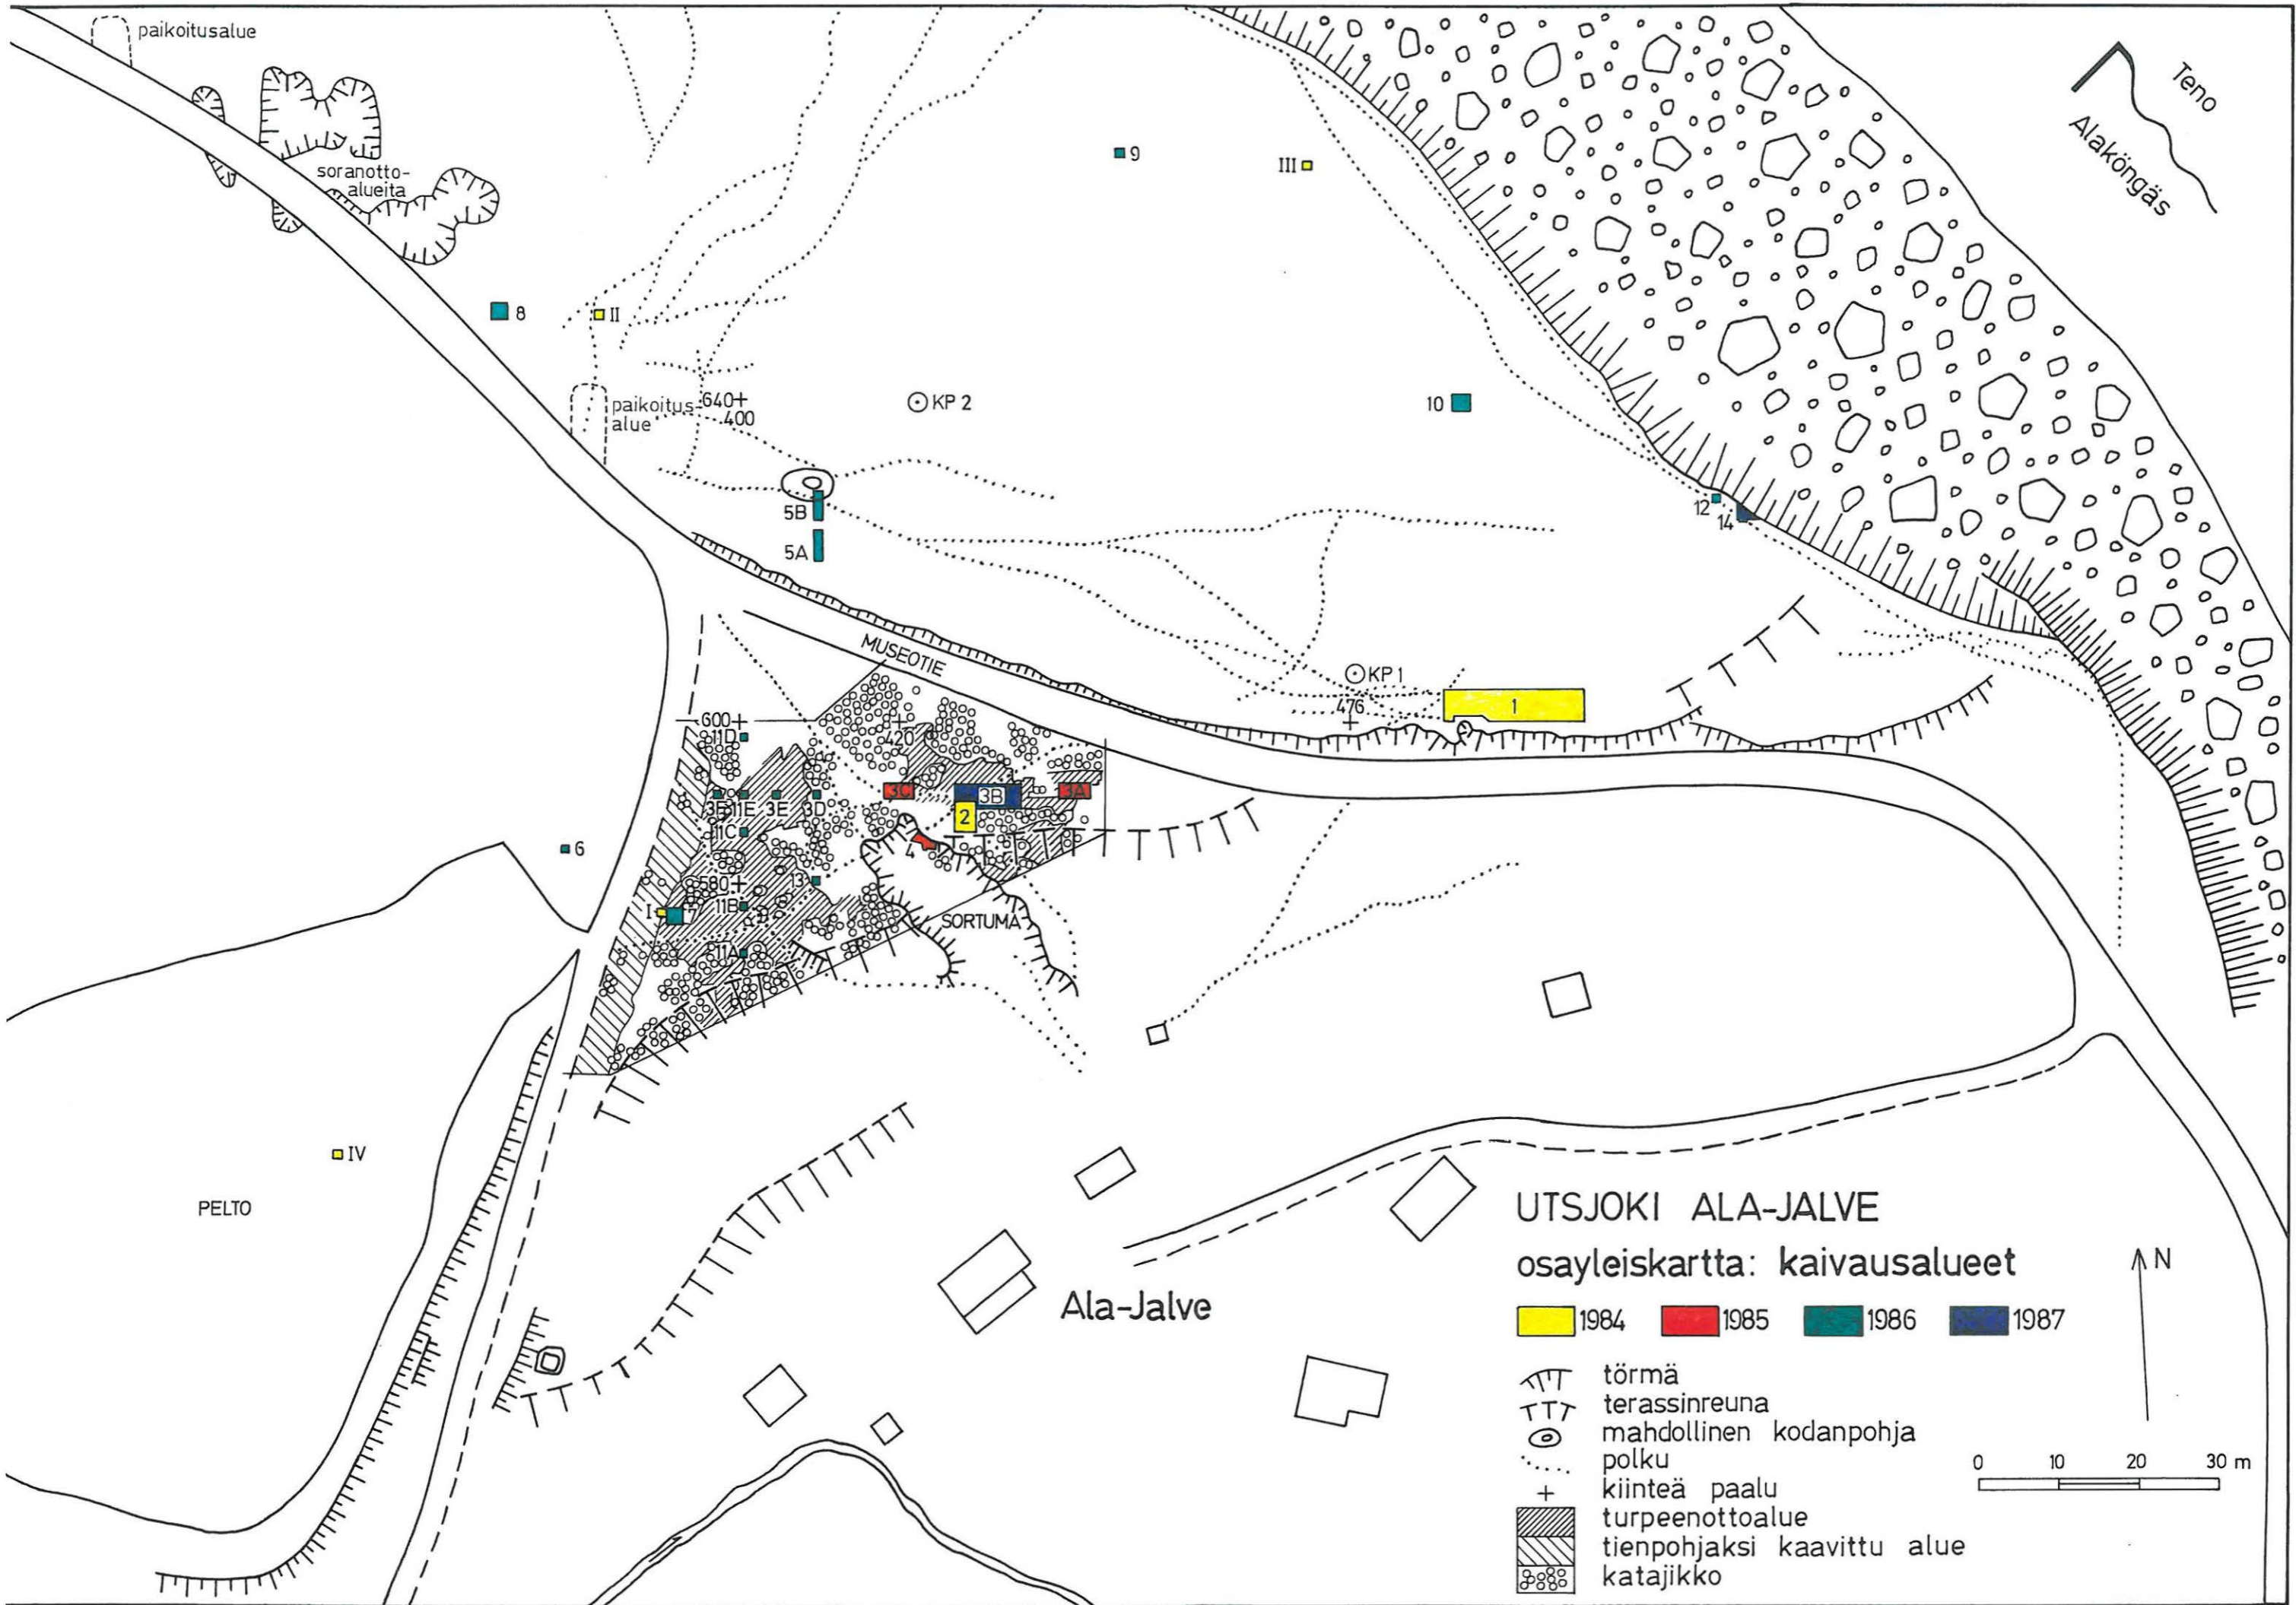 paikoitusalue
soranotto-
alueita
Teno
Alaköngäs
9
III
8
II
paikoitus-
alue
640+
400
KP 2
10
5B
5A
12
14
MUSEOTIE
KP 1
476
1
600+
11D
420
3C
3B
3A
2
11E
3E
3D
11C
4
6
580+
13
11B
I
7
SORTUMA
11A
IV
PELTO
Ala-Jalve
UTSJOKI ALA-JALVE
osayleiskartta: kaivausalueet
1984 1985 1986 1987
N
törmä
terassinreuna
mahdollinen kodanpohja
polku
kiinteä paalu
turpeenottoalue
tienpohjaksi kaavittu alue
katajikko
0 10 20 30 m